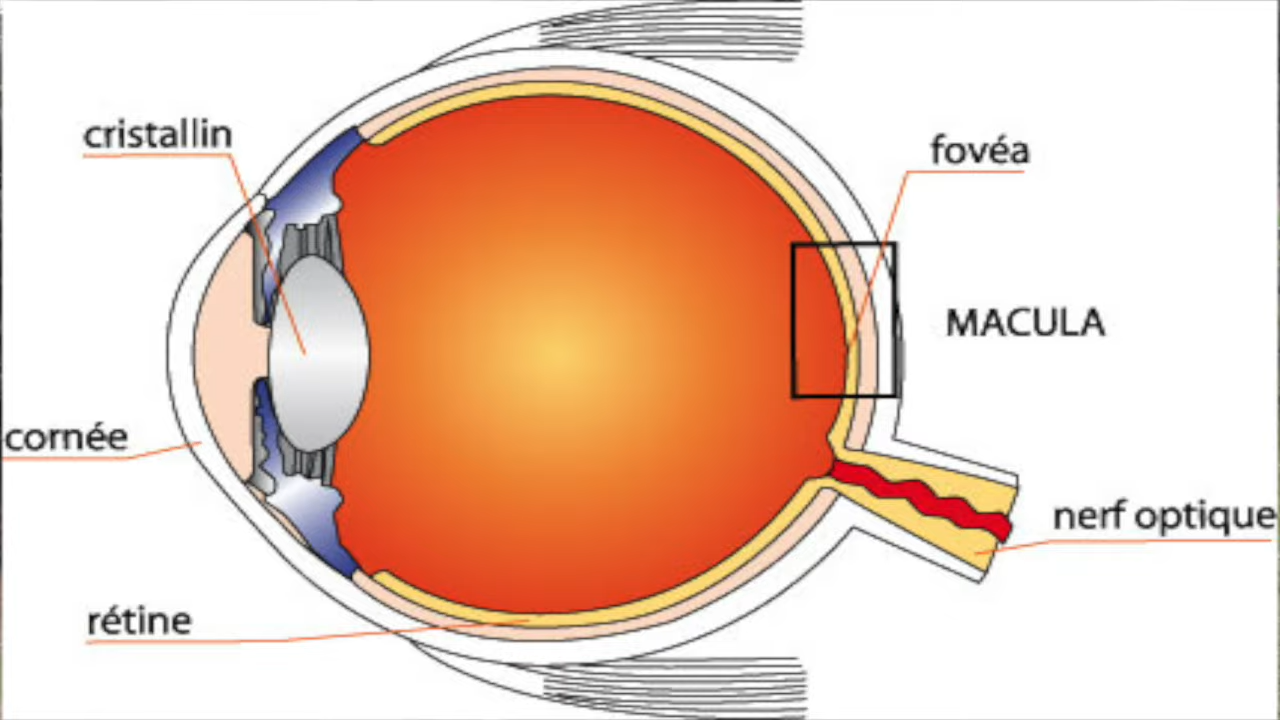 cristallin
fovéa
MACULA
cornée
nerf optique
rétine